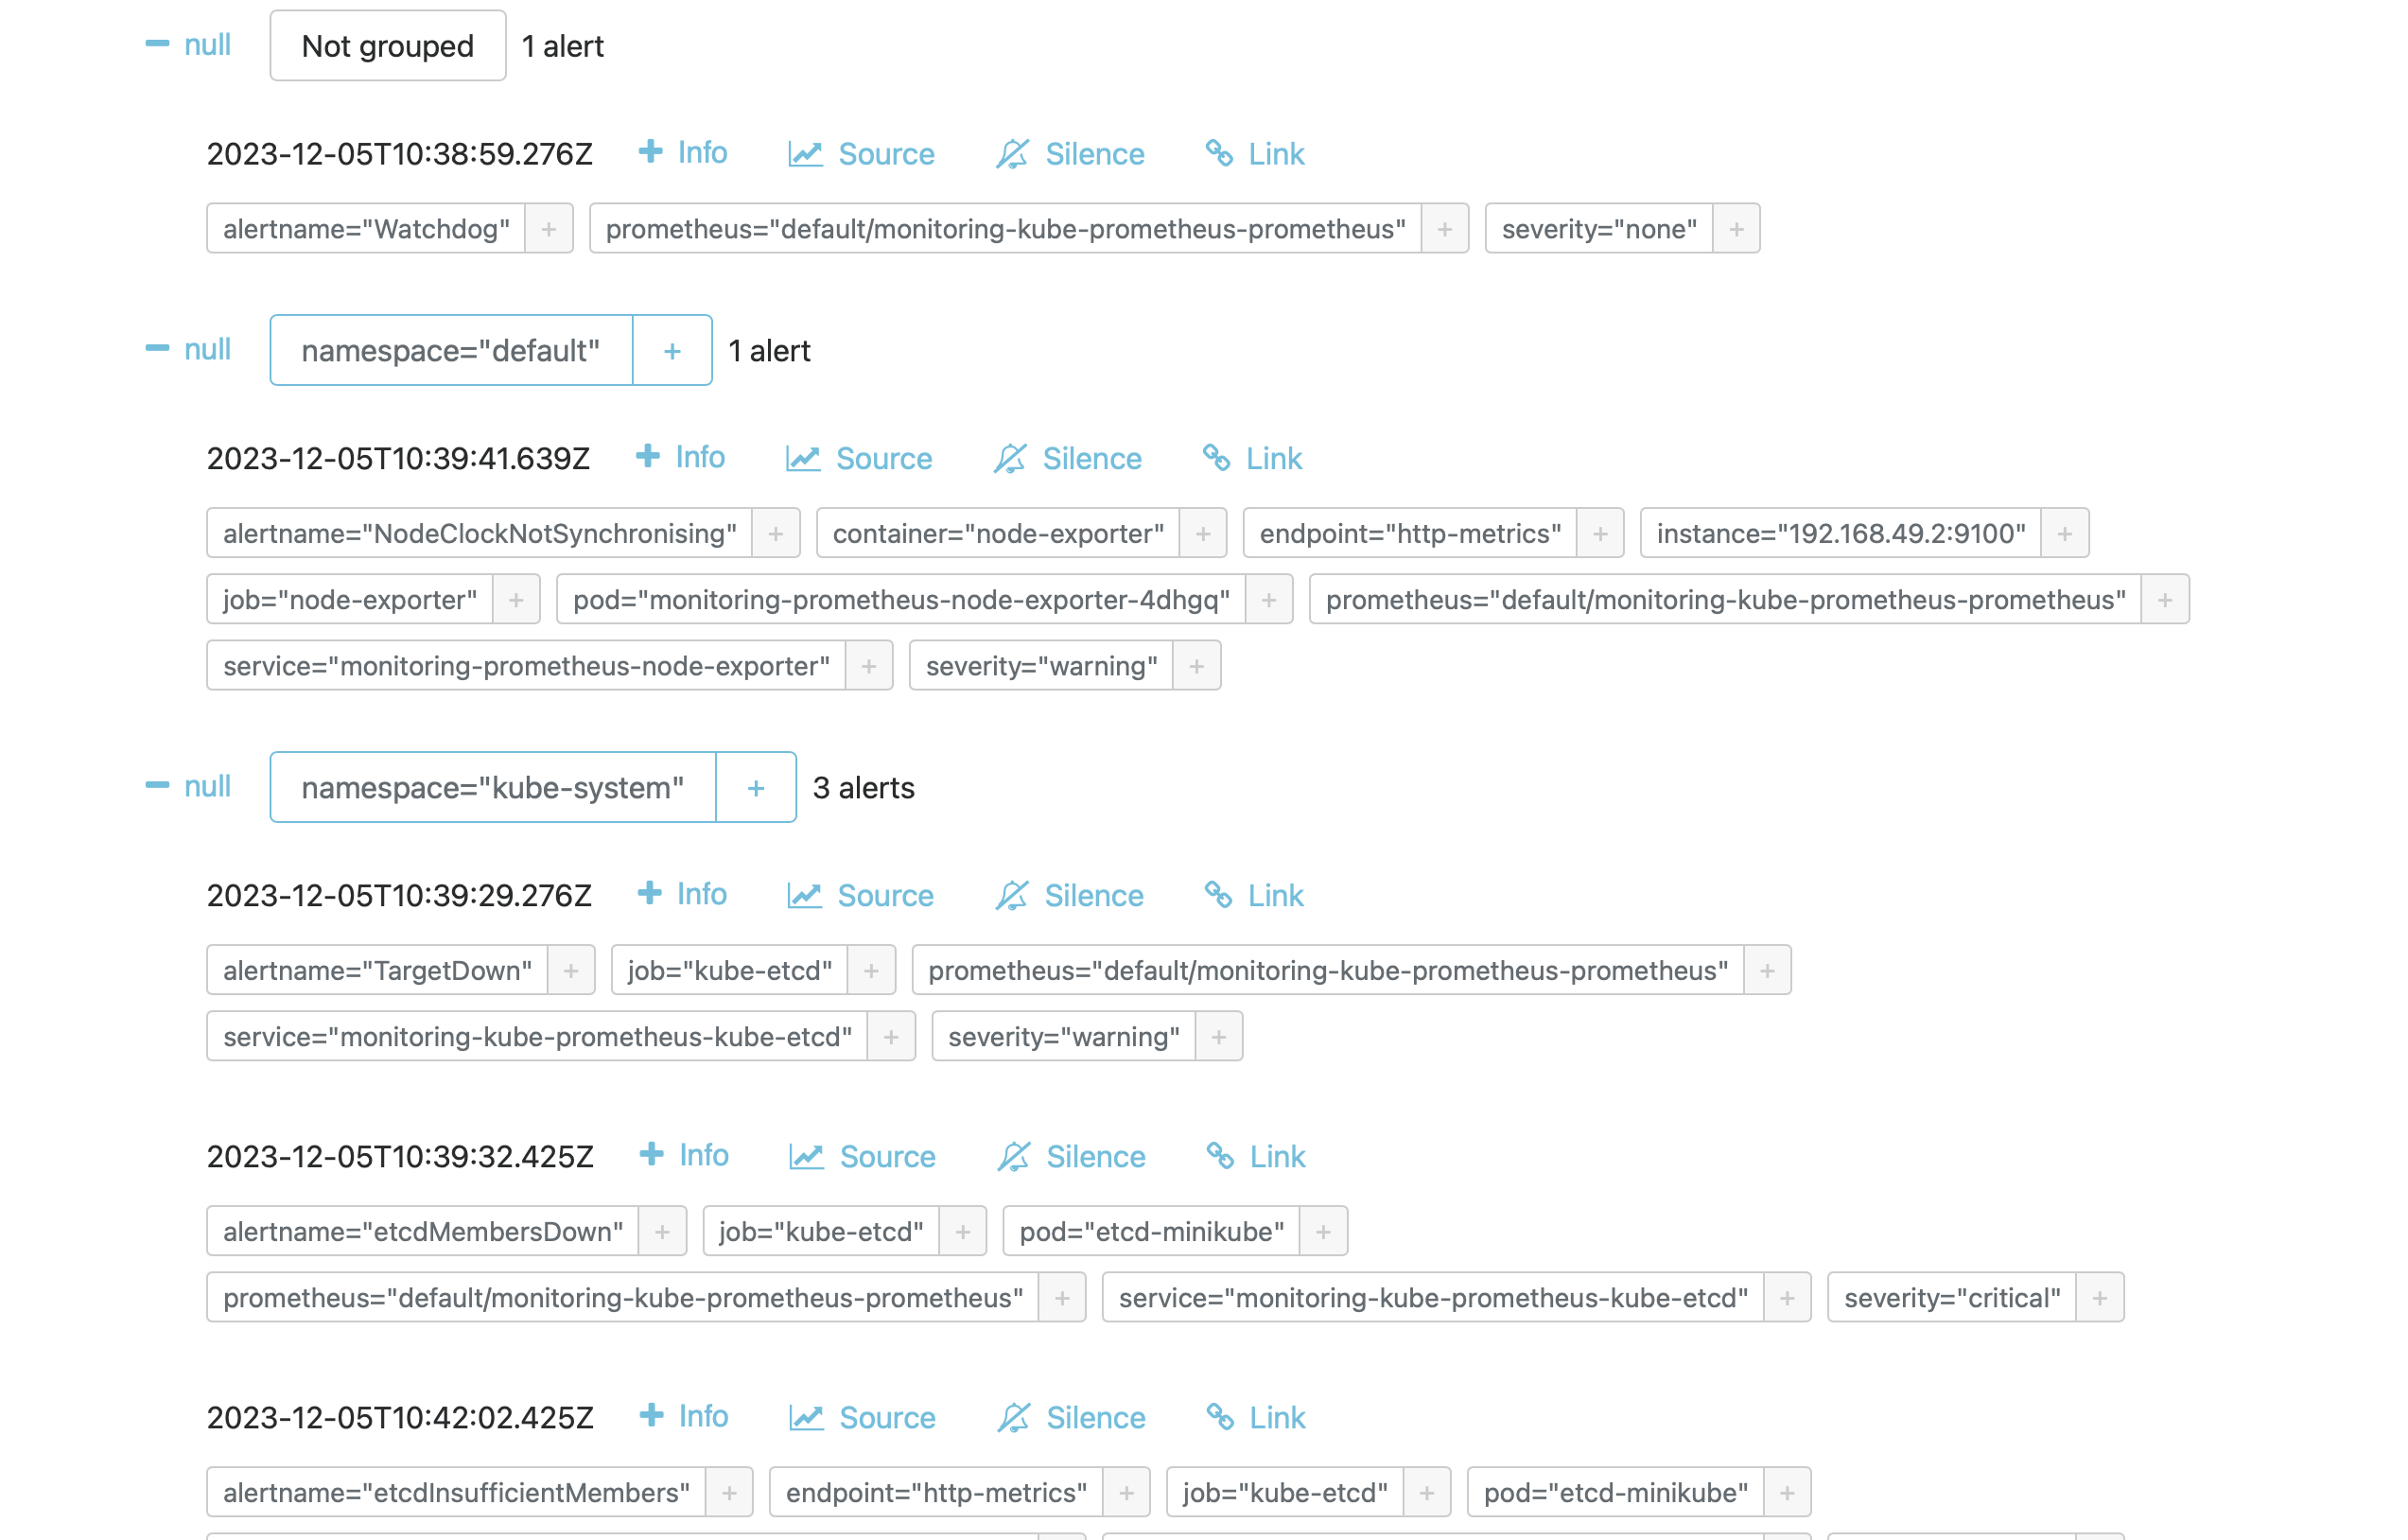 null Not grouped 1 alert
2023-12-05T10:38:59.276Z + Info Source Silence Link
alertname="Watchdog" + prometheus="default/monitoring-kube-prometheus-prometheus" + severity="none" +
null namespace="default" + 1 alert
2023-12-05T10:39:41.639Z + Info Source Silence Link
alertname="NodeClockNotSynchronising" + container="node-exporter" + endpoint="http-metrics" + instance="192.168.49.2:9100" +
job="node-exporter" + pod="monitoring-prometheus-node-exporter-4dhgq" + prometheus="default/monitoring-kube-prometheus-prometheus" +
service="monitoring-prometheus-node-exporter" + severity="warning" +
null namespace="kube-system" + 3 alerts
2023-12-05T10:39:29.276Z + Info Source Silence Link
alertname="TargetDown" + job="kube-etcd" + prometheus="default/monitoring-kube-prometheus-prometheus" +
service="monitoring-kube-prometheus-kube-etcd" + severity="warning" +
2023-12-05T10:39:32.425Z + Info Source Silence Link
alertname="etcdMembersDown" + job="kube-etcd" + pod="etcd-minikube" +
prometheus="default/monitoring-kube-prometheus-prometheus" + service="monitoring-kube-prometheus-kube-etcd" + severity="critical" +
2023-12-05T10:42:02.425Z + Info Source Silence Link
alertname="etcdInsufficientMembers" + endpoint="http-metrics" + job="kube-etcd" + pod="etcd-minikube" +